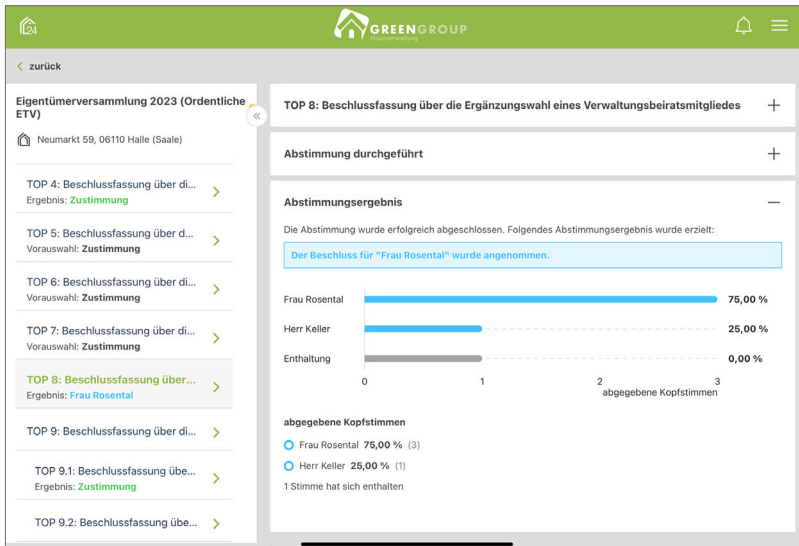 24
GREENGROUP
Hausverwaltung
zurück
Eigentümerversammlung 2023 (Ordentliche
ETV)
Neumarkt 59, 06110 Halle (Saale)
TOP 4: Beschlussfassung über di...
Ergebnis: Zustimmung
TOP 5: Beschlussfassung über d...
Vorauswahl: Zustimmung
TOP 6: Beschlussfassung über di...
Vorauswahl: Zustimmung
TOP 7: Beschlussfassung über di...
Vorauswahl: Zustimmung
TOP 8: Beschlussfassung über...
Ergebnis: Frau Rosental
TOP 9: Beschlussfassung über di...
TOP 9.1: Beschlussfassung übe...
Ergebnis: Zustimmung
TOP 9.2: Beschlussfassung übe...
TOP 8: Beschlussfassung über die Ergänzungswahl eines Verwaltungsbeiratsmitgliedes
Abstimmung durchgeführt
Abstimmungsergebnis
Die Abstimmung wurde erfolgreich abgeschlossen. Folgendes Abstimmungsergebnis wurde erzielt:
Der Beschluss für "Frau Rosental" wurde angenommen.
Frau Rosental 75,00 %
Herr Keller 25,00 %
Enthaltung 0,00 %
0 1 2 3
abgegebene Kopfstimmen
abgegebene Kopfstimmen
Frau Rosental 75,00 % (3)
Herr Keller 25,00 % (1)
1 Stimme hat sich enthalten